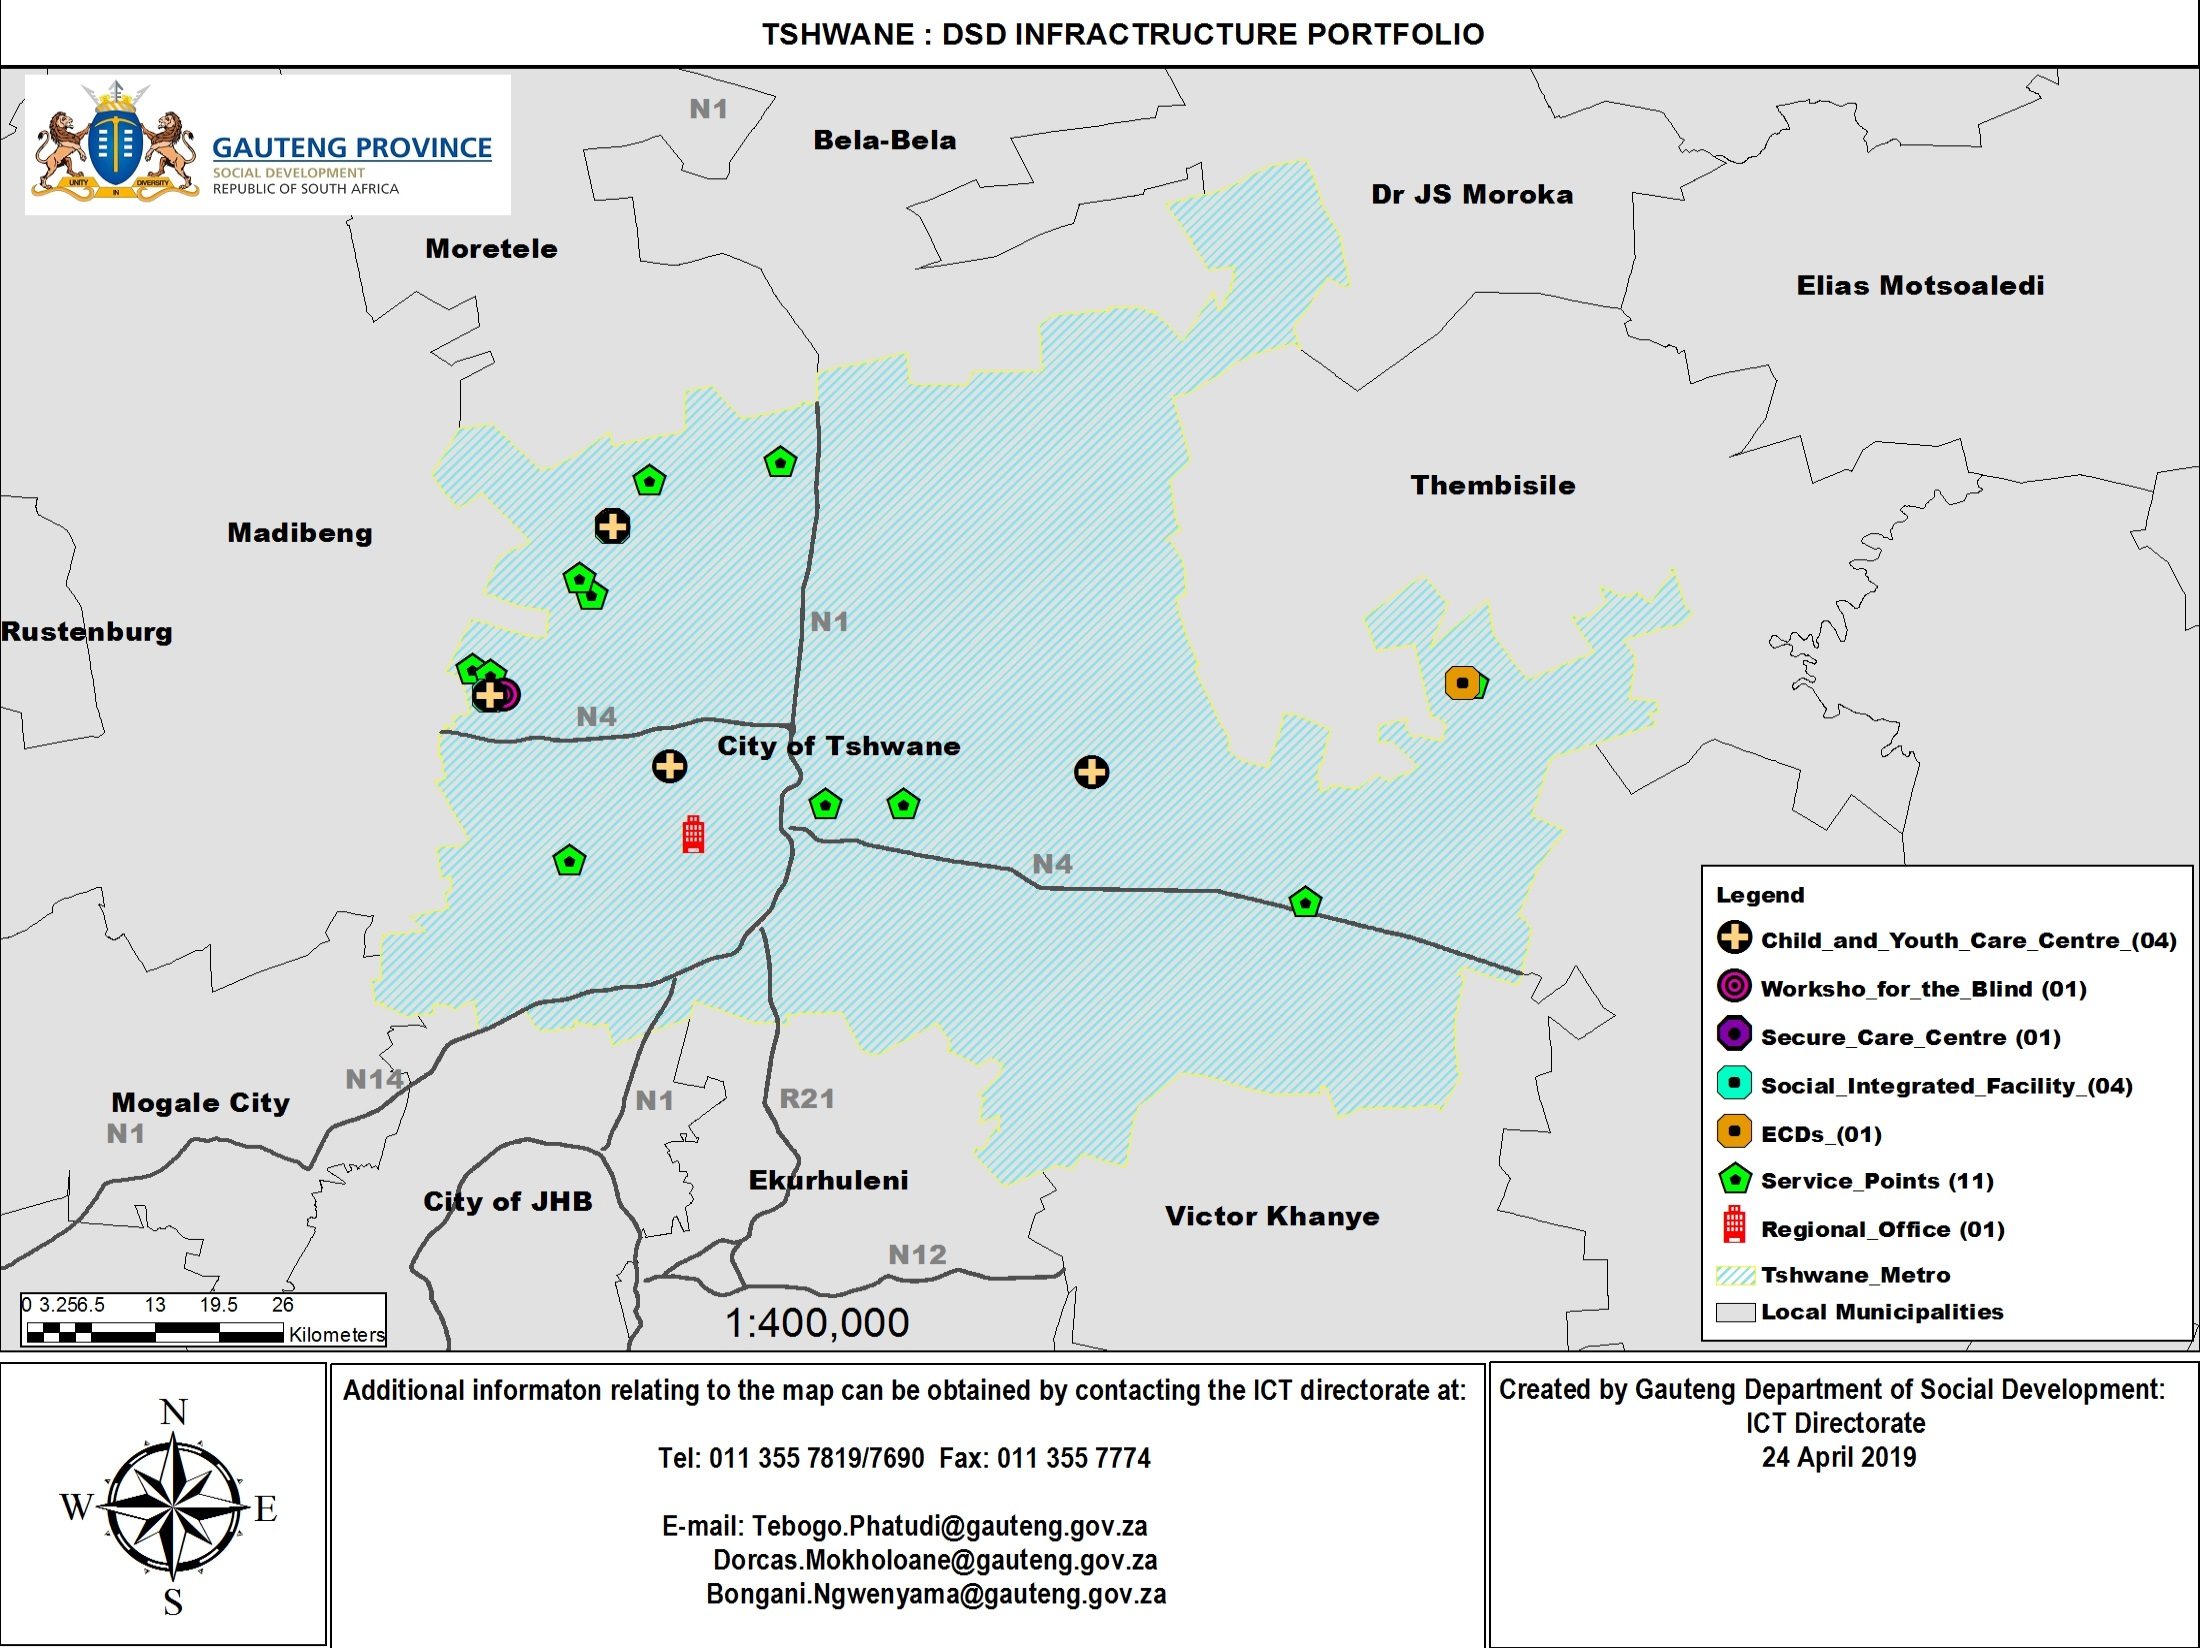 TSHWANE : DSD INFRACTRUCTURE PORTFOLIO
GAUTENG PROVINCE
SOCIAL DEVELOPMENT
REPUBLIC OF SOUTH AFRICA
UNITY
IN
DIVERSITY
N1
Bela-Bela
Dr JS Moroka
Moretele
Elias Motsoaledi
Thembisile
Madibeng
N1
Rustenburg
N4
City of Tshwane
N4
N14
N1
R21
Mogale City
N1
Ekurhuleni
City of JHB
Victor Khanye
N12
1:400,000
0 3.256.5 13 19.5 26
Kilometers
Legend
Child_and_Youth_Care_Centre_(04)
Worksho_for_the_Blind (01)
Secure_Care_Centre (01)
Social_Integrated_Facility_(04)
ECDs_(01)
Service_Points (11)
Regional_Office (01)
Tshwane_Metro
Local Municipalities
N
W
E
S
Additional informaton relating to the map can be obtained by contacting the ICT directorate at:
Tel: 011 355 7819/7690 Fax: 011 355 7774
E-mail: Tebogo.Phatudi@gauteng.gov.za
Dorcas.Mokholoane@gauteng.gov.za
Bongani.Ngwenyama@gauteng.gov.za
Created by Gauteng Department of Social Development:
ICT Directorate
24 April 2019